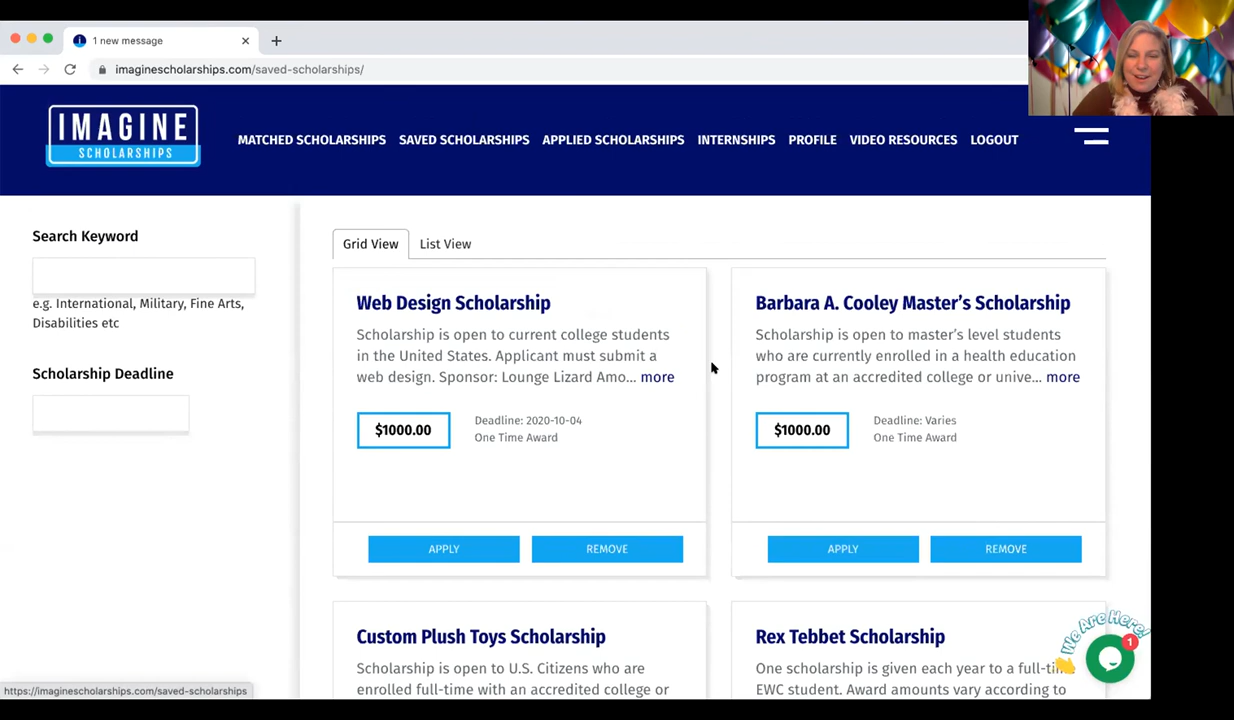 1 new message
imaginescholarships.com/saved-scholarships/
IMAGINE
SCHOLARSHIPS
MATCHED SCHOLARSHIPS SAVED SCHOLARSHIPS APPLIED SCHOLARSHIPS INTERNSHIPS PROFILE VIDEO RESOURCES LOGOUT
Search Keyword
e.g. International, Military, Fine Arts,
Disabilities etc
Scholarship Deadline
Grid View List View
Web Design Scholarship
Scholarship is open to current college students
in the United States. Applicant must submit a
web design. Sponsor: Lounge Lizard Amo... more
$1000.00
Deadline: 2020-10-04
One Time Award
APPLY REMOVE
Barbara A. Cooley Master’s Scholarship
Scholarship is open to master’s level students
who are currently enrolled in a health education
program at an accredited college or unive... more
$1000.00
Deadline: Varies
One Time Award
APPLY REMOVE
Custom Plush Toys Scholarship
Scholarship is open to U.S. Citizens who are
enrolled full-time with an accredited college or
Rex Tebbet Scholarship
One scholarship is given each year to a full-time
EWC student. Award amounts vary according to
We Are Here!
1
https://imaginescholarships.com/saved-scholarships